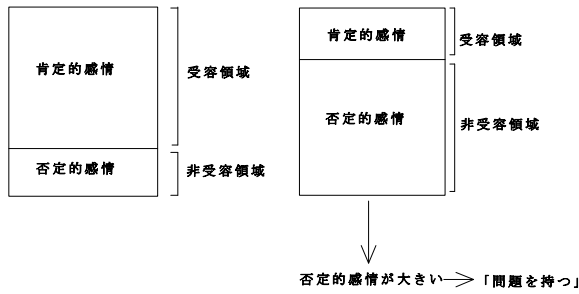 肯定的感情
受容領域
否定的感情
非受容領域
肯定的感情
受容領域
否定的感情
非受容領域
否定的感情が大きい
「問題を持つ」